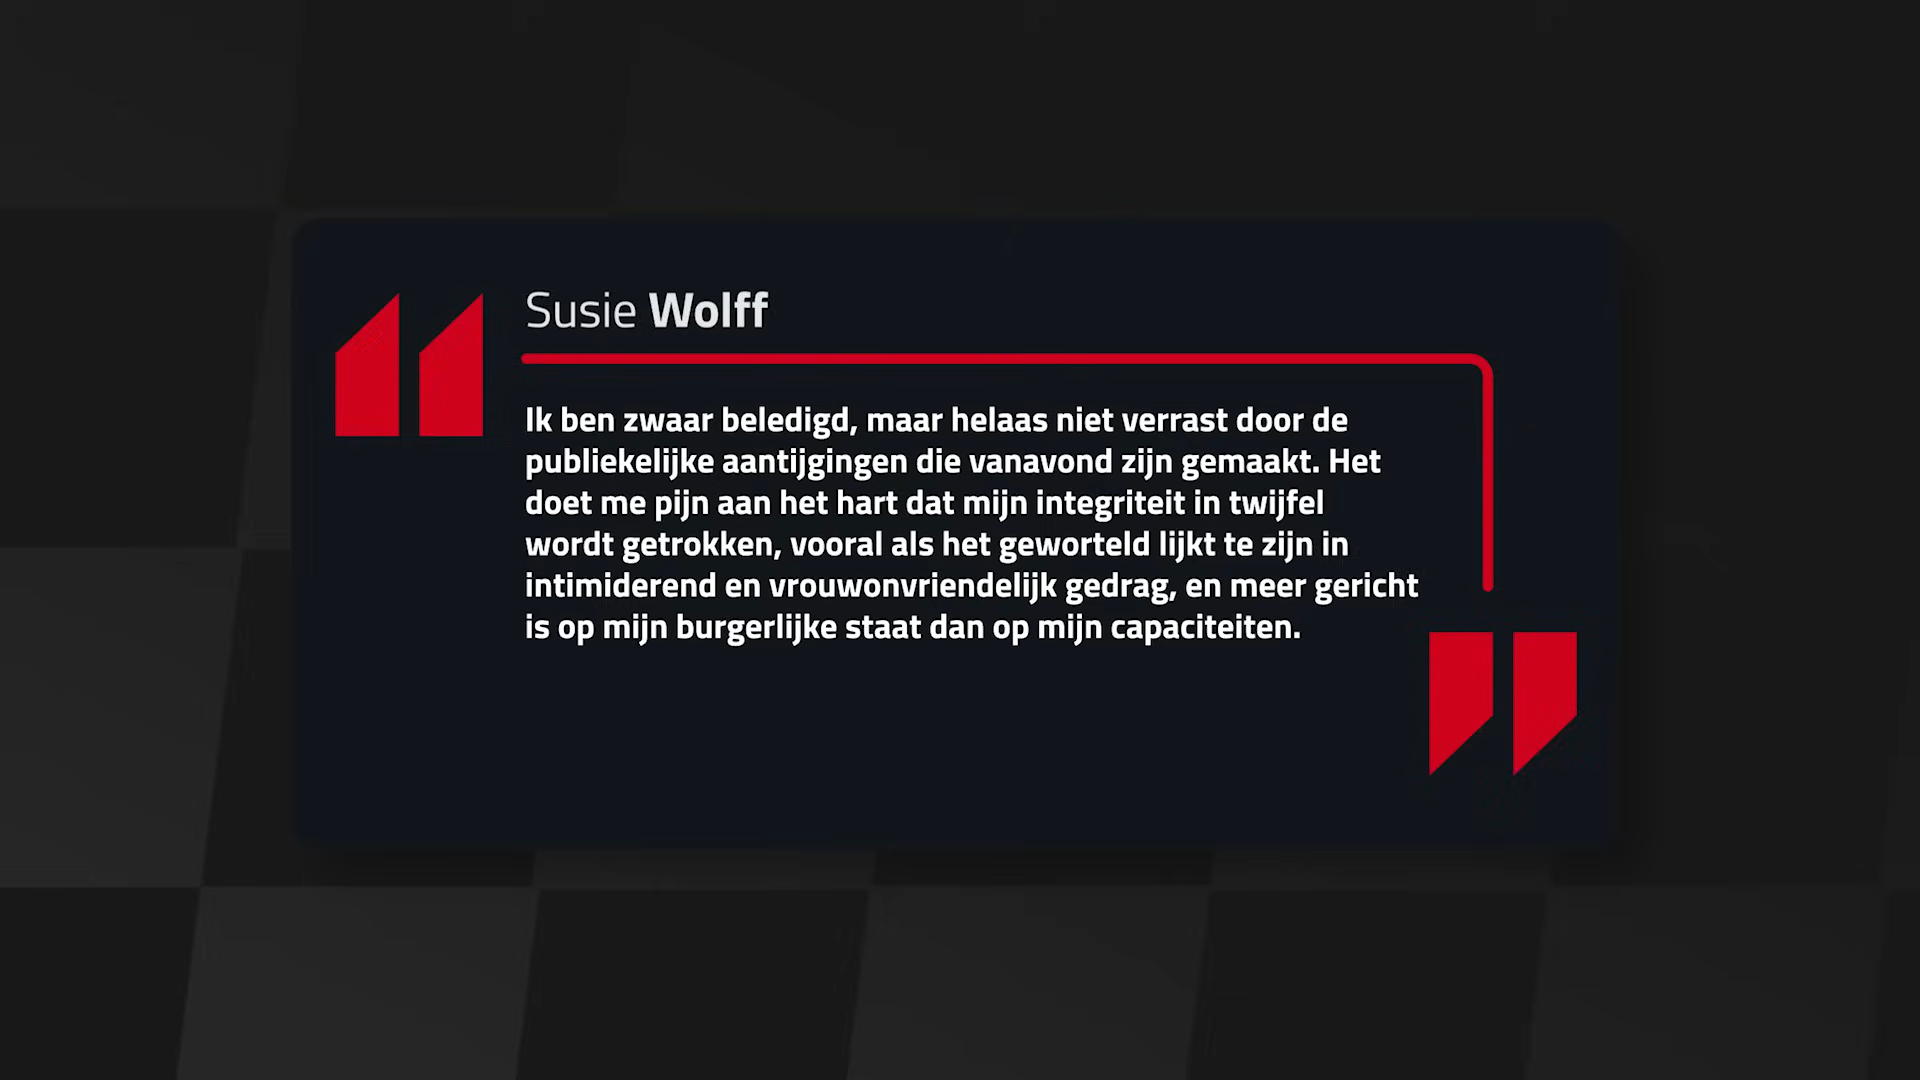 Susie Wolff
Ik ben zwaar beledigd, maar helaas niet verrast door de
publiekelijke aantijgingen die vanavond zijn gemaakt. Het
doet me pijn aan het hart dat mijn integriteit in twijfel
wordt getrokken, vooral als het geworteld lijkt te zijn in
intimiderend en vrouwonvriendelijk gedrag, en meer gericht
is op mijn burgerlijke staat dan op mijn capaciteiten.